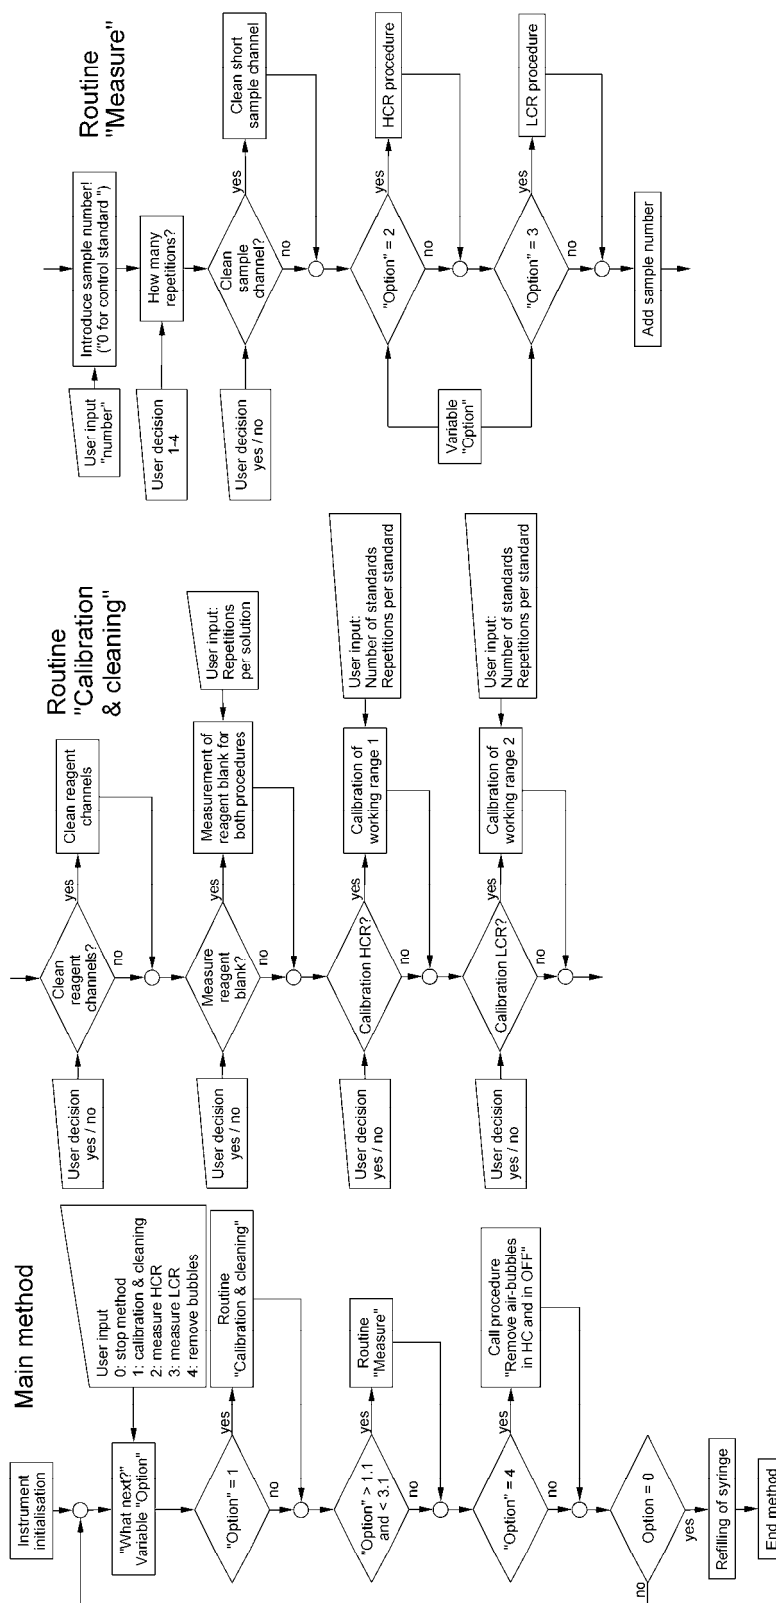 Main method
Instrument
initialisation
User input
0: stop method
1: calibration & cleaning
2: measure HCR
3: measure LCR
4: remove bubbles
"What next?"
Variable "Option"
"Option" = 1
yes
no
Routine
"Calibration & cleaning"
"Option" > 1.1
and < 3.1
yes
no
Routine
"Measure"
"Option" = 4
yes
no
Call procedure
"Remove air-bubbles
in HC and in OFF"
Option = 0
no
yes
Refilling of syringe
End method
Routine
"Calibration
& cleaning"
User decision
yes / no
Clean
reagent
channels?
yes
no
Clean reagent
channels
User decision
yes / no
Measure
reagent
blank?
yes
no
Measurement of
reagent blank for
both procedures
User input:
Repetitions
per solution
User decision
yes / no
Calibration HCR?
yes
no
Calibration of
working range 1
User input:
Number of standards
Repetitions per standard
User decision
yes / no
Calibration LCR?
yes
no
Calibration of
working range 2
User input:
Number of standards
Repetitions per standard
Routine
"Measure"
User input
"number"
Introduce sample number!
("0 for control standard ")
User decision
1-4
How many
repetitions?
User decision
yes / no
Clean
sample
channel?
yes
no
Clean short
sample channel
Variable
"Option"
"Option" = 2
yes
no
HCR procedure
"Option" = 3
yes
no
LCR procedure
Add sample number